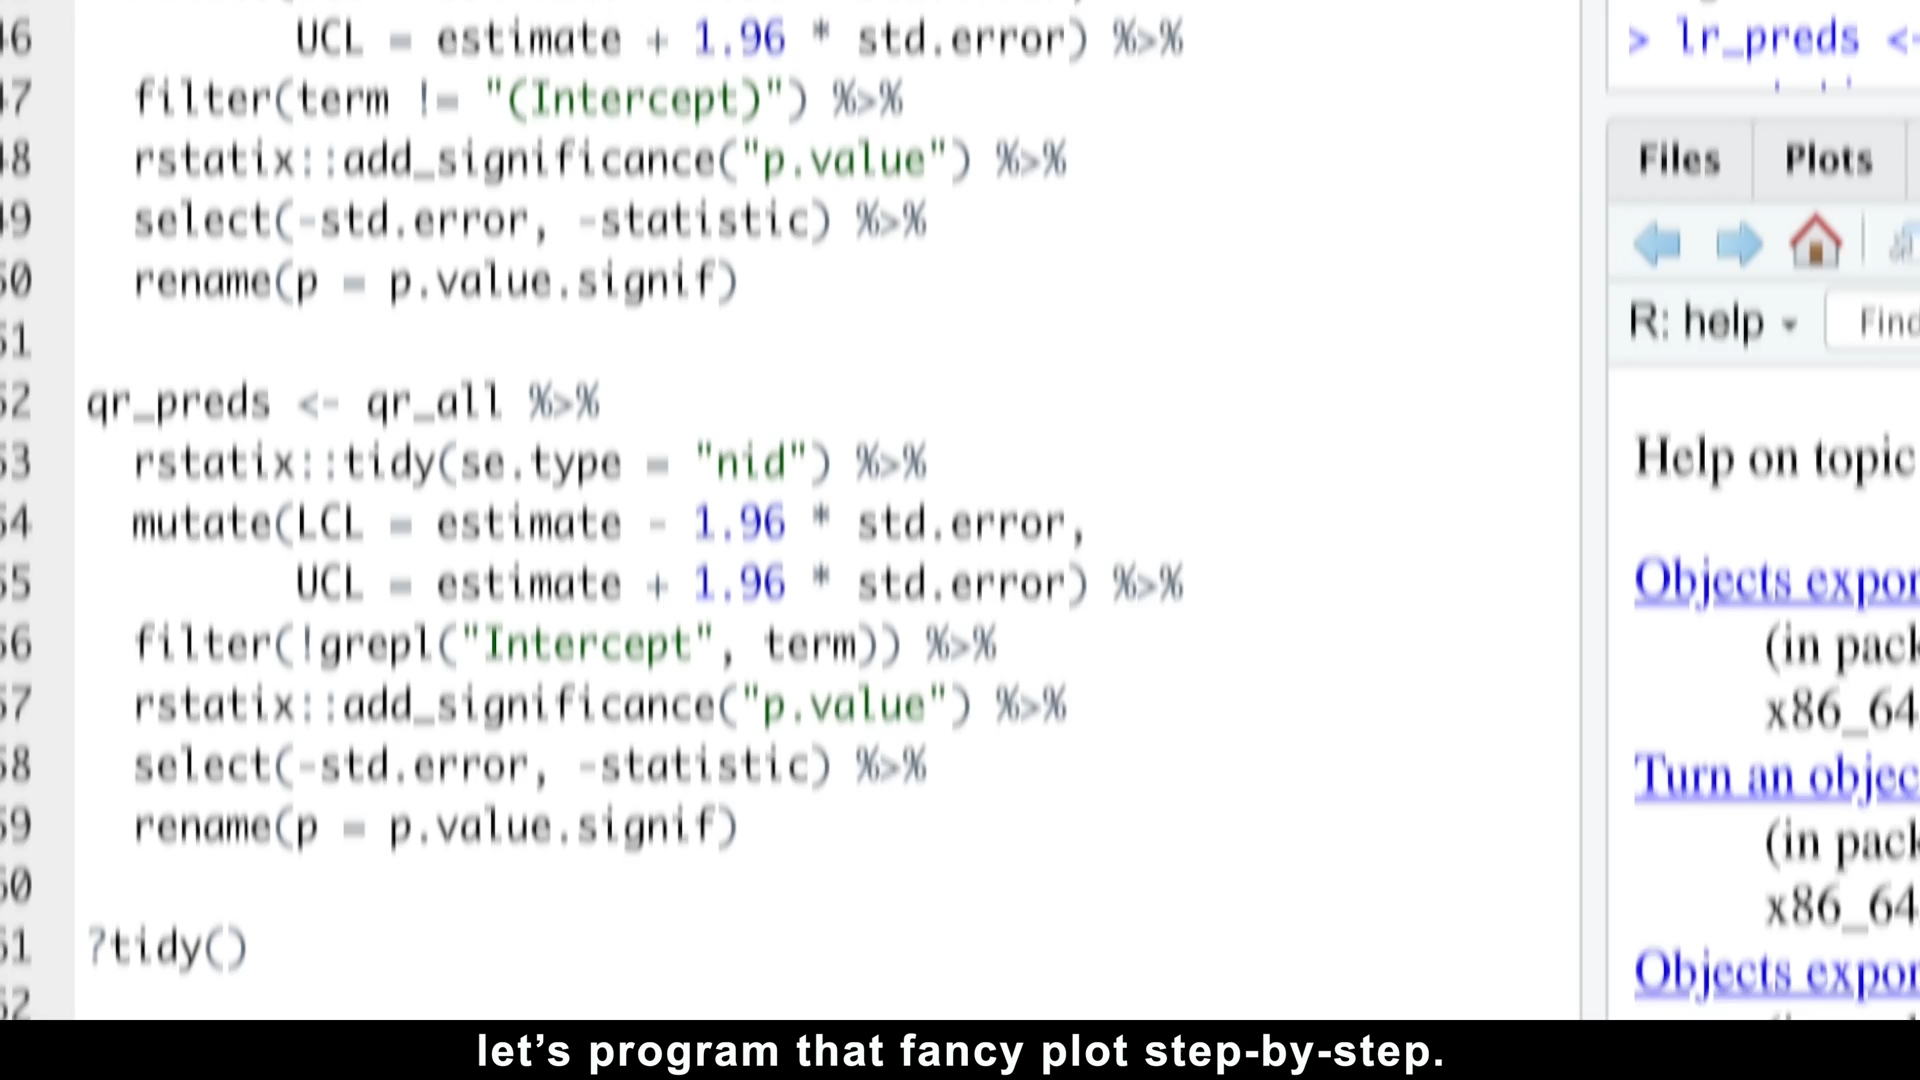 46 UCL = estimate + 1.96 * std.error) %>%
47 filter(term != "(Intercept)") %>%
48 rstatix::add_significance("p.value") %>%
49 select(-std.error, -statistic) %>%
50 rename(p = p.value.signif)
51
52 qr_preds <- qr_all %>%
53 rstatix::tidy(se.type = "nid") %>%
54 mutate(LCL = estimate - 1.96 * std.error,
55 UCL = estimate + 1.96 * std.error) %>%
56 filter(!grepl("Intercept", term)) %>%
57 rstatix::add_significance("p.value") %>%
58 select(-std.error, -statistic) %>%
59 rename(p = p.value.signif)
60
61 ?tidy()
62
> lr_preds <-
Files Plots
R: help Find
Help on topic
Objects expor
(in pack
x86_64
Turn an objec
(in pack
x86_64
Objects expor
let's program that fancy plot step-by-step.